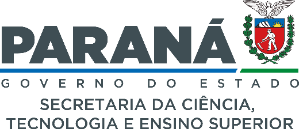 PARANÁ
GOVERNO DO ESTADO
SECRETARIA DA CIÊNCIA,
TECNOLOGIA E ENSINO SUPERIOR